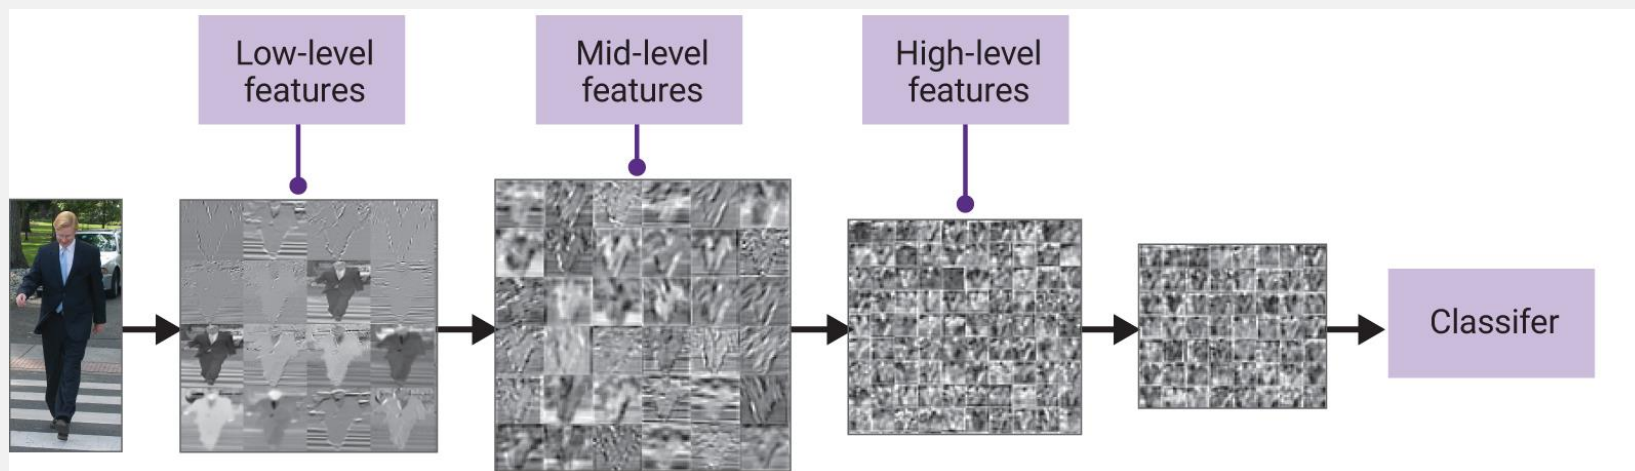 Low-level
features
Mid-level
features
High-level
features
Classifer